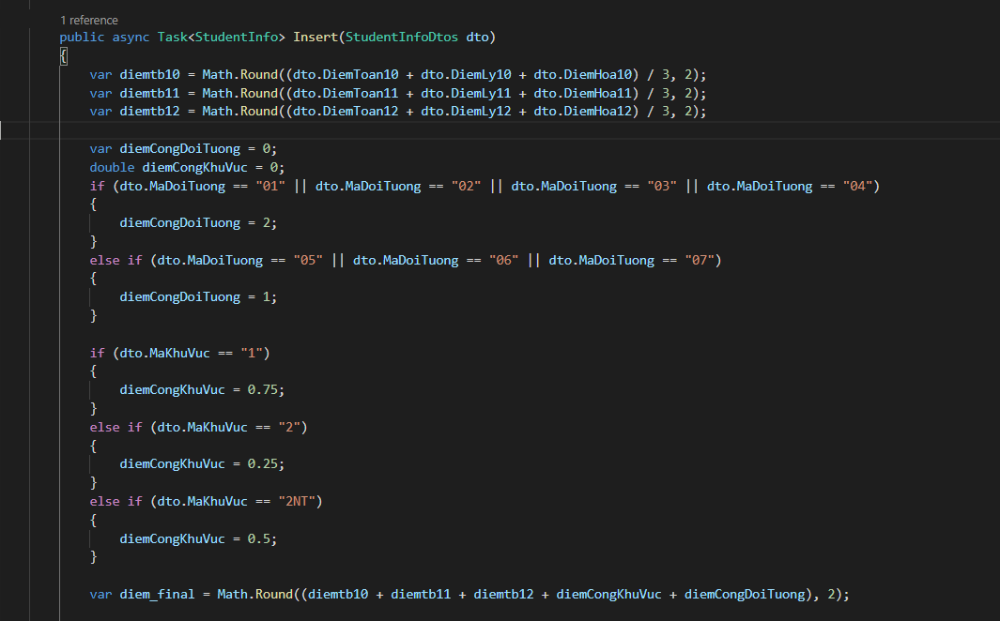 1 reference
public async Task<StudentInfo> Insert(StudentInfoDtos dto)
{
var diemtb10 = Math.Round((dto.DiemToan10 + dto.DiemLy10 + dto.DiemHoa10) / 3, 2);
var diemtb11 = Math.Round((dto.DiemToan11 + dto.DiemLy11 + dto.DiemHoa11) / 3, 2);
var diemtb12 = Math.Round((dto.DiemToan12 + dto.DiemLy12 + dto.DiemHoa12) / 3, 2);
var diemCongDoiTuong = 0;
double diemCongKhuVuc = 0;
if (dto.MaDoiTuong == "01" || dto.MaDoiTuong == "02" || dto.MaDoiTuong == "03" || dto.MaDoiTuong == "04")
{
diemCongDoiTuong = 2;
}
else if (dto.MaDoiTuong == "05" || dto.MaDoiTuong == "06" || dto.MaDoiTuong == "07")
{
diemCongDoiTuong = 1;
}
if (dto.MaKhuVuc == "1")
{
diemCongKhuVuc = 0.75;
}
else if (dto.MaKhuVuc == "2")
{
diemCongKhuVuc = 0.25;
}
else if (dto.MaKhuVuc == "2NT")
{
diemCongKhuVuc = 0.5;
}
var diem_final = Math.Round((diemtb10 + diemtb11 + diemtb12 + diemCongKhuVuc + diemCongDoiTuong), 2);